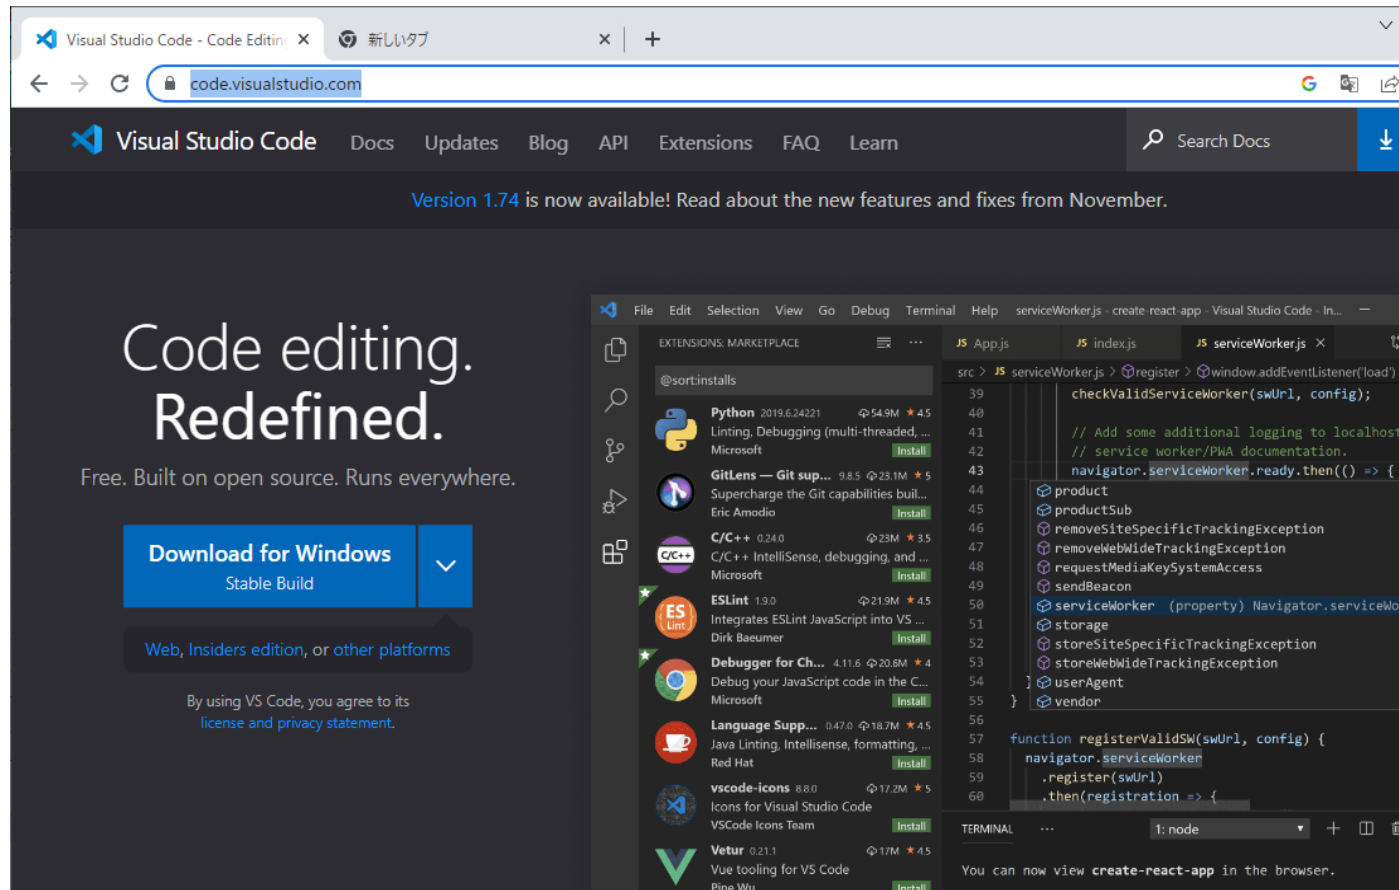 Visual Studio Code - Code Editin
新しいタブ
code.visualstudio.com
Visual Studio Code Docs Updates Blog API Extensions FAQ Learn Search Docs
Version 1.74 is now available! Read about the new features and fixes from November.
Code editing.
Redefined.
Free. Built on open source. Runs everywhere.
Download for Windows
Stable Build
Web, Insiders edition, or other platforms
By using VS Code, you agree to its
license and privacy statement.
File Edit Selection View Go Debug Terminal Help serviceWorker.js - create-react-app - Visual Studio Code - In...
EXTENSIONS: MARKETPLACE ...
@sort:installs
Python 2019.6.24221 54.9M ★ 4.5
Linting, Debugging (multi-threaded, ...
Microsoft Install
GitLens — Git sup... 9.8.5 23.1M ★ 5
Supercharge the Git capabilities buil...
Eric Amodio Install
C/C++
C/C++ 0.24.0 23M ★ 3.5
C/C++ IntelliSense, debugging, and ...
Microsoft Install
ES
Lint
ESLint 1.9.0 21.9M ★ 4.5
Integrates ESLint JavaScript into VS ...
Dirk Baeumer Install
Debugger for Ch... 4.11.6 20.6M ★ 4
Debug your JavaScript code in the C...
Microsoft Install
Language Supp... 0.47.0 18.7M ★ 4.5
Java Linting, Intellisense, formatting, ...
Red Hat Install
vscode-icons 8.8.0 17.2M ★ 5
Icons for Visual Studio Code
VSCode Icons Team Install
Vetur 0.21.1 17M ★ 4.5
Vue tooling for VS Code
Pine Wu Install
JS App.js JS index.js JS serviceWorker.js
src > JS serviceWorker.js > register > window.addEventListener('load')
39 checkValidServiceWorker(swUrl, config);
40
41 // Add some additional logging to localhost
42 // service worker/PWA documentation.
43 navigator.serviceWorker.ready.then(() => {
44 product
45 productSub
46 removeSiteSpecificTrackingException
47 removeWebWideTrackingException
48 requestMediaKeySystemAccess
49 sendBeacon
50 serviceWorker (property) Navigator.serviceWo
51 storage
52 storeSiteSpecificTrackingException
53 storeWebWideTrackingException
54 } userAgent
55 } vendor
56
57 function registerValidSW(swUrl, config) {
58 navigator.serviceWorker
59 .register(swUrl)
60 .then(registration => {
TERMINAL ... 1: node
You can now view create-react-app in the browser.